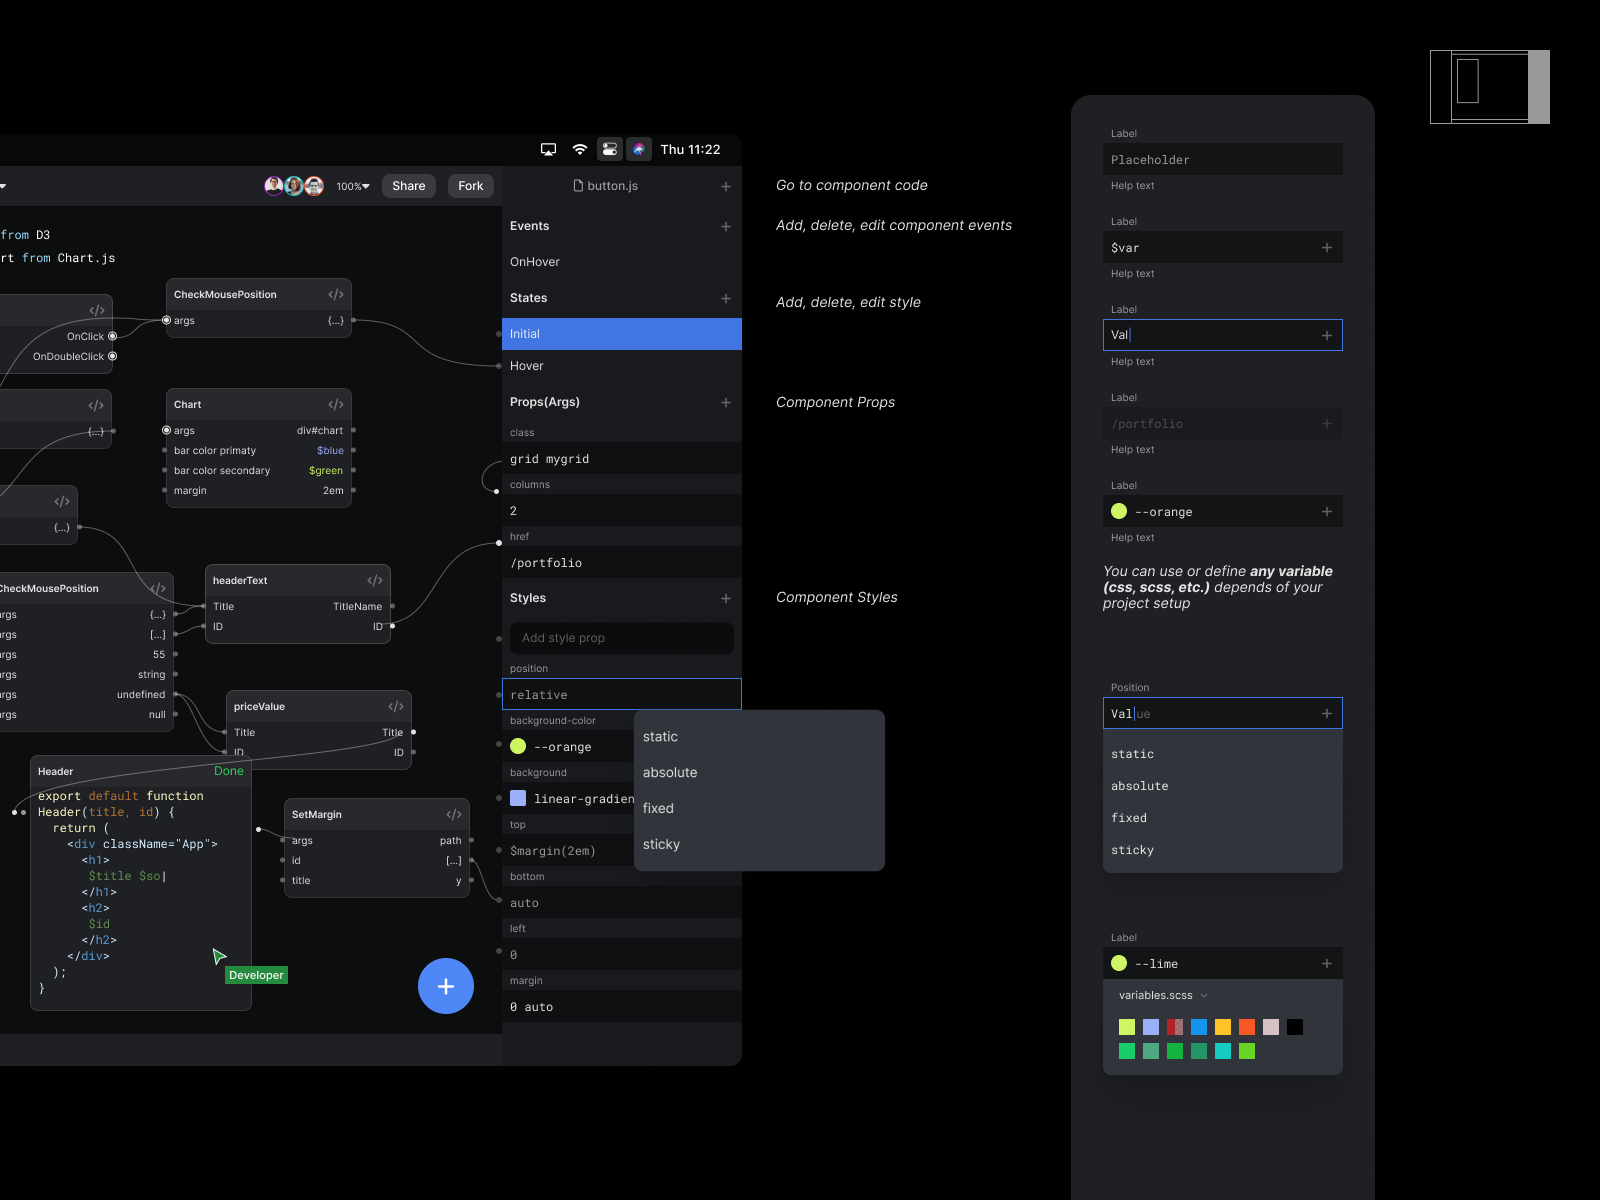 Thu 11:22
100%
Share
Fork
from D3
rt from Chart.js
OnClick
OnDoubleClick
{...}
{...}
CheckMousePosition
args {...}
Chart
args div#chart
bar color primaty $blue
bar color secondary $green
margin 2em
CheckMousePosition
args {...}
args [...]
args 55
args string
args undefined
args null
headerText
Title TitleName
ID ID
priceValue
Title Title
ID ID
Header Done
export default function
Header(title, id) {
return (
<div className="App">
<h1>
$title $so|
</h1>
<h2>
$id
</h2>
</div>
);
}
Developer
SetMargin
args path
id [...]
title y
button.js
Events
OnHover
States
Initial
Hover
Props(Args)
class
grid mygrid
columns
2
href
/portfolio
Styles
Add style prop
position
relative
background-color
--orange
background
linear-gradien
top
$margin(2em)
bottom
auto
left
0
margin
0 auto
static
absolute
fixed
sticky
Go to component code
Add, delete, edit component events
Add, delete, edit style
Component Props
Component Styles
Label
Placeholder
Help text
Label
$var
Help text
Label
Val
Help text
Label
/portfolio
Help text
Label
--orange
Help text
You can use or define any variable
(css, scss, etc.) depends of your
project setup
Position
Value
static
absolute
fixed
sticky
Label
--lime
variables.scss